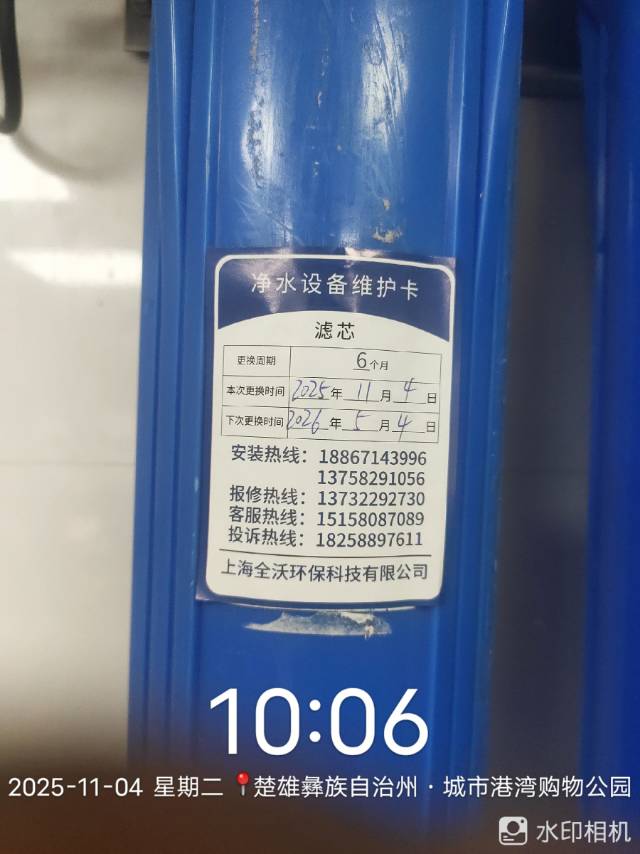 净水设备维护卡
滤芯
更换周期 6个月
本次更换时间 2025年 11 月 4 日
下次更换时间 2026年 5 月 4 日
安装热线：18867143996
13758291056
报修热线：13732292730
客服热线：15158087089
投诉热线：18258897611
上海全沃环保科技有限公司
10:06
2025-11-04 星期二 楚雄彝族自治州·城市港湾购物公园
水印相机